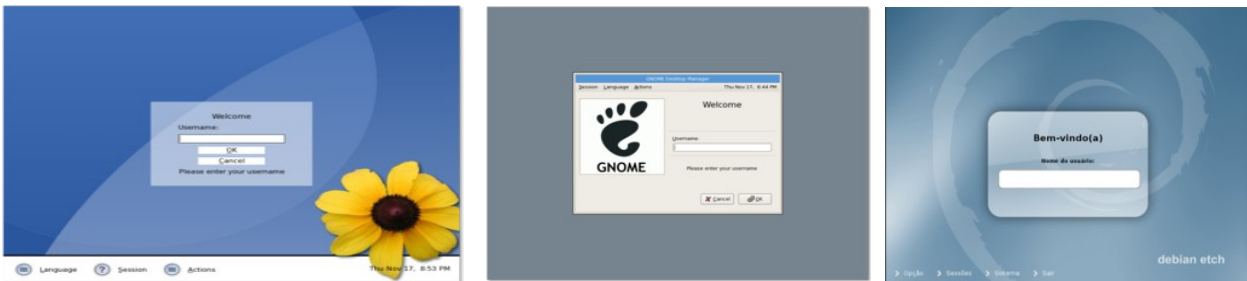 Welcome
Username:
OK
Cancel
Please enter your username
Language
Session
Actions
Thu Nov 17, 8:53 PM
GNOME Desktop Manager
Session Language Actions
Thu Nov 17, 8:44 PM
GNOME
Welcome
Username:
Please enter your username
Cancel
OK
Bem-vindo(a)
Nome do usuário:
debian etch
Opção
Sessões
Sistema
Sair